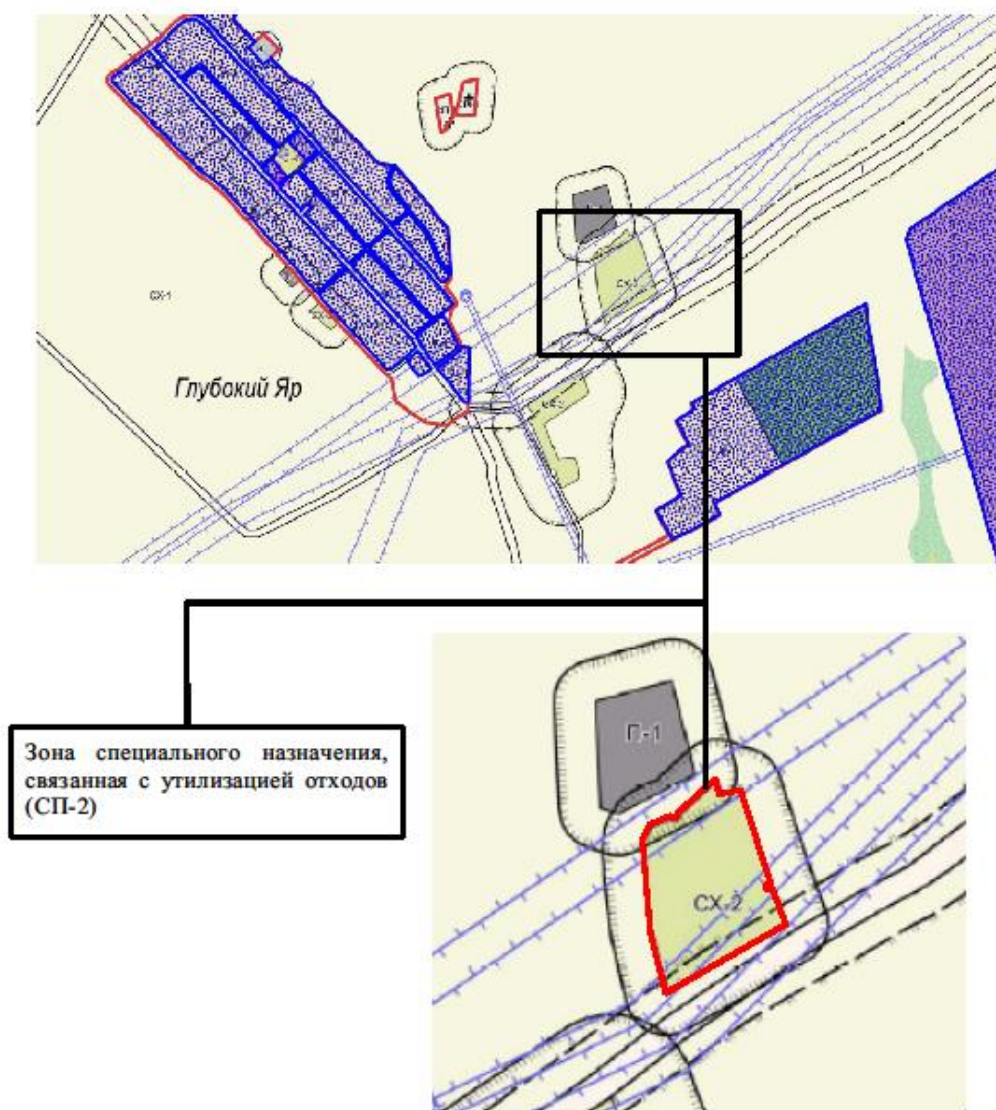 СХ-1
Глубокий Яр
Зона специального назначения,
связанная с утилизацией отходов
(СП-2)
П-1
СХ-2